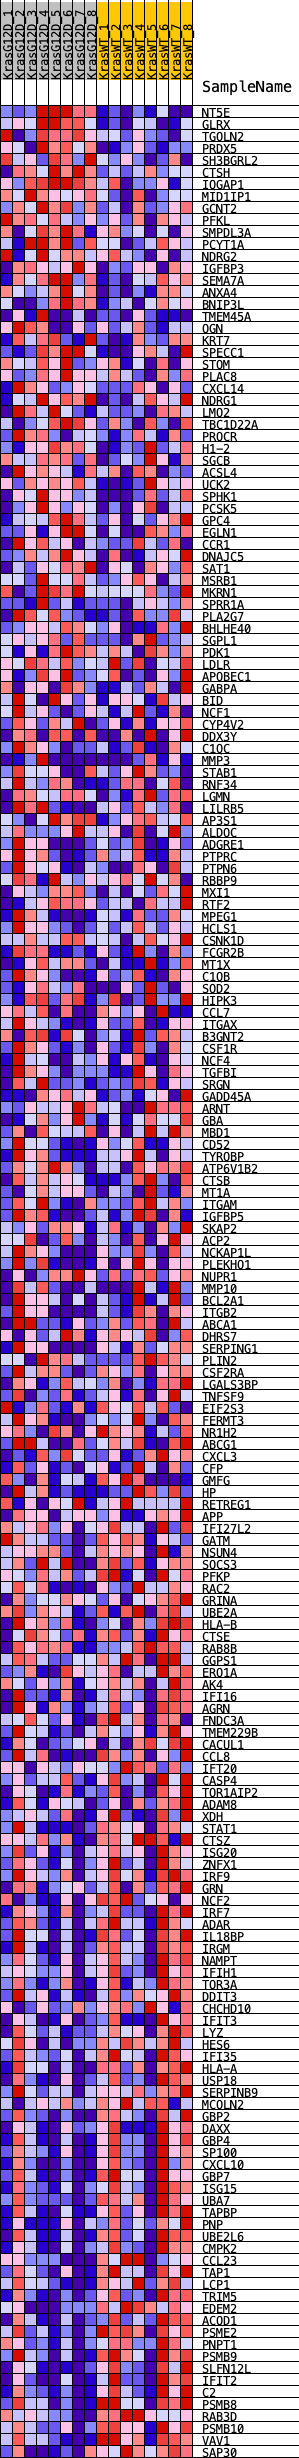 KrasG12D_1
KrasG12D_2
KrasG12D_3
KrasG12D_4
KrasG12D_5
KrasG12D_6
KrasG12D_7
KrasG12D_8
KrasWT_1
KrasWT_2
KrasWT_3
KrasWT_4
KrasWT_5
KrasWT_6
KrasWT_7
KrasWT_8
SampleName
NT5E
GLRX
TGOLN2
PRDX5
SH3BGRL2
CTSH
IQGAP1
MID1IP1
GCNT2
PFKL
SMPDL3A
PCYT1A
NDRG2
IGFBP3
SEMA7A
ANXA4
BNIP3L
TMEM45A
OGN
KRT7
SPECC1
STOM
PLAC8
CXCL14
NDRG1
LMO2
TBC1D22A
PROCR
H1-2
SGCB
ACSL4
UCK2
SPHK1
PCSK5
GPC4
EGLN1
CCR1
DNAJC5
SAT1
MSRB1
MKRN1
SPRR1A
PLA2G7
BHLHE40
SGPL1
PDK1
LDLR
APOBEC1
GABPA
BID
NCF1
CYP4V2
DDX3Y
C1QC
MMP3
STAB1
RNF34
LGMN
LILRB5
AP3S1
ALDOC
ADGRE1
PTPRC
PTPN6
RBBP9
MXI1
RTF2
MPEG1
HCLS1
CSNK1D
FCGR2B
MT1X
C1QB
SOD2
HIPK3
CCL7
ITGAX
B3GNT2
CSF1R
NCF4
TGFBI
SRGN
GADD45A
ARNT
GBA
MBD1
CD52
TYROBP
ATP6V1B2
CTSB
MT1A
ITGAM
IGFBP5
SKAP2
ACP2
NCKAP1L
PLEKHO1
NUPR1
MMP10
BCL2A1
ITGB2
ABCA1
DHRS7
SERPING1
PLIN2
CSF2RA
LGALS3BP
TNFSF9
EIF2S3
FERMT3
NR1H2
ABCG1
CXCL3
CFP
GMFG
HP
RETREG1
APP
IFI27L2
GATM
NSUN4
SOCS3
PFKP
RAC2
GRINA
UBE2A
HLA-B
CTSE
RAB8B
GGPS1
ERO1A
AK4
IFI16
AGRN
FNDC3A
TMEM229B
CACUL1
CCL8
IFT20
CASP4
TOR1AIP2
ADAM8
XDH
STAT1
CTSZ
ISG20
ZNFX1
IRF9
GRN
NCF2
IRF7
ADAR
IL18BP
IRGM
NAMPT
IFIH1
TOR3A
DDIT3
CHCHD10
IFIT3
LYZ
HES6
IFI35
HLA-A
USP18
SERPINB9
MCOLN2
GBP2
DAXX
GBP4
SP100
CXCL10
GBP7
ISG15
UBA7
TAPBP
PNP
UBE2L6
CMPK2
CCL23
TAP1
LCP1
TRIM5
EDEM2
ACOD1
PSME2
PNPT1
PSMB9
SLFN12L
IFIT2
C2
PSMB8
RAB3D
PSMB10
VAV1
SAP30